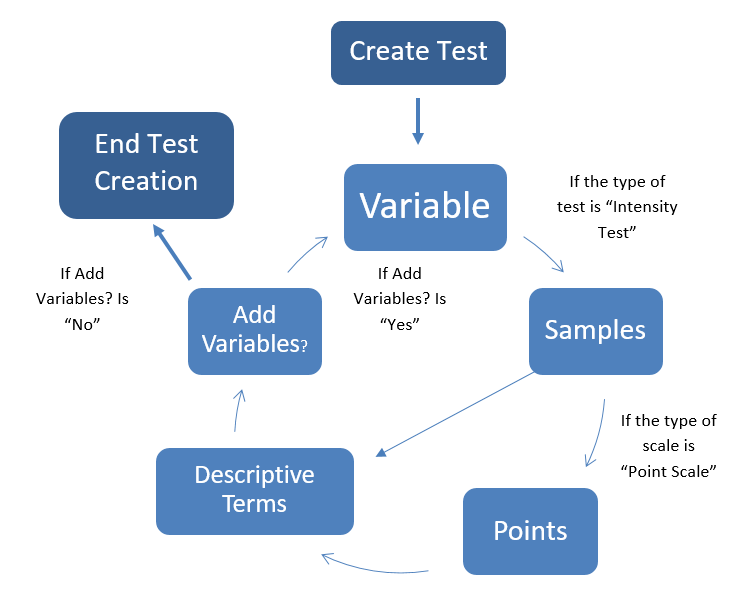 Create Test
End Test
Creation
Variable
If the type of
test is “Intensity
Test”
If Add
Variables? Is
“No”
If Add
Variables? Is
“Yes”
Add
Variables?
Samples
If the type of
scale is
“Point Scale”
Descriptive
Terms
Points